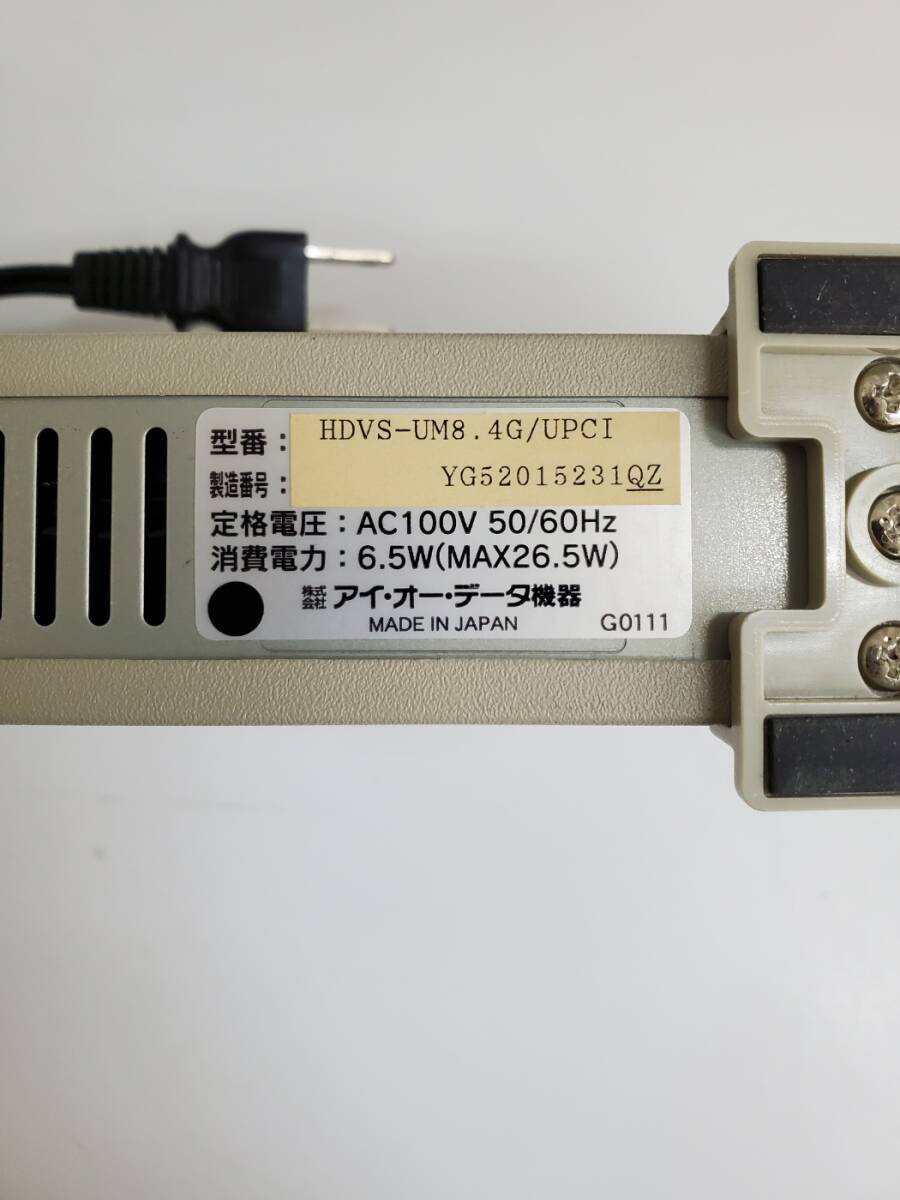 型番： HDVS-UM8.4G/UPCI
製造番号： YG52015231QZ
定格電圧：AC100V 50/60Hz
消費電力：6.5W(MAX26.5W)
株式会社 アイ・オー・データ機器
MADE IN JAPAN G0111